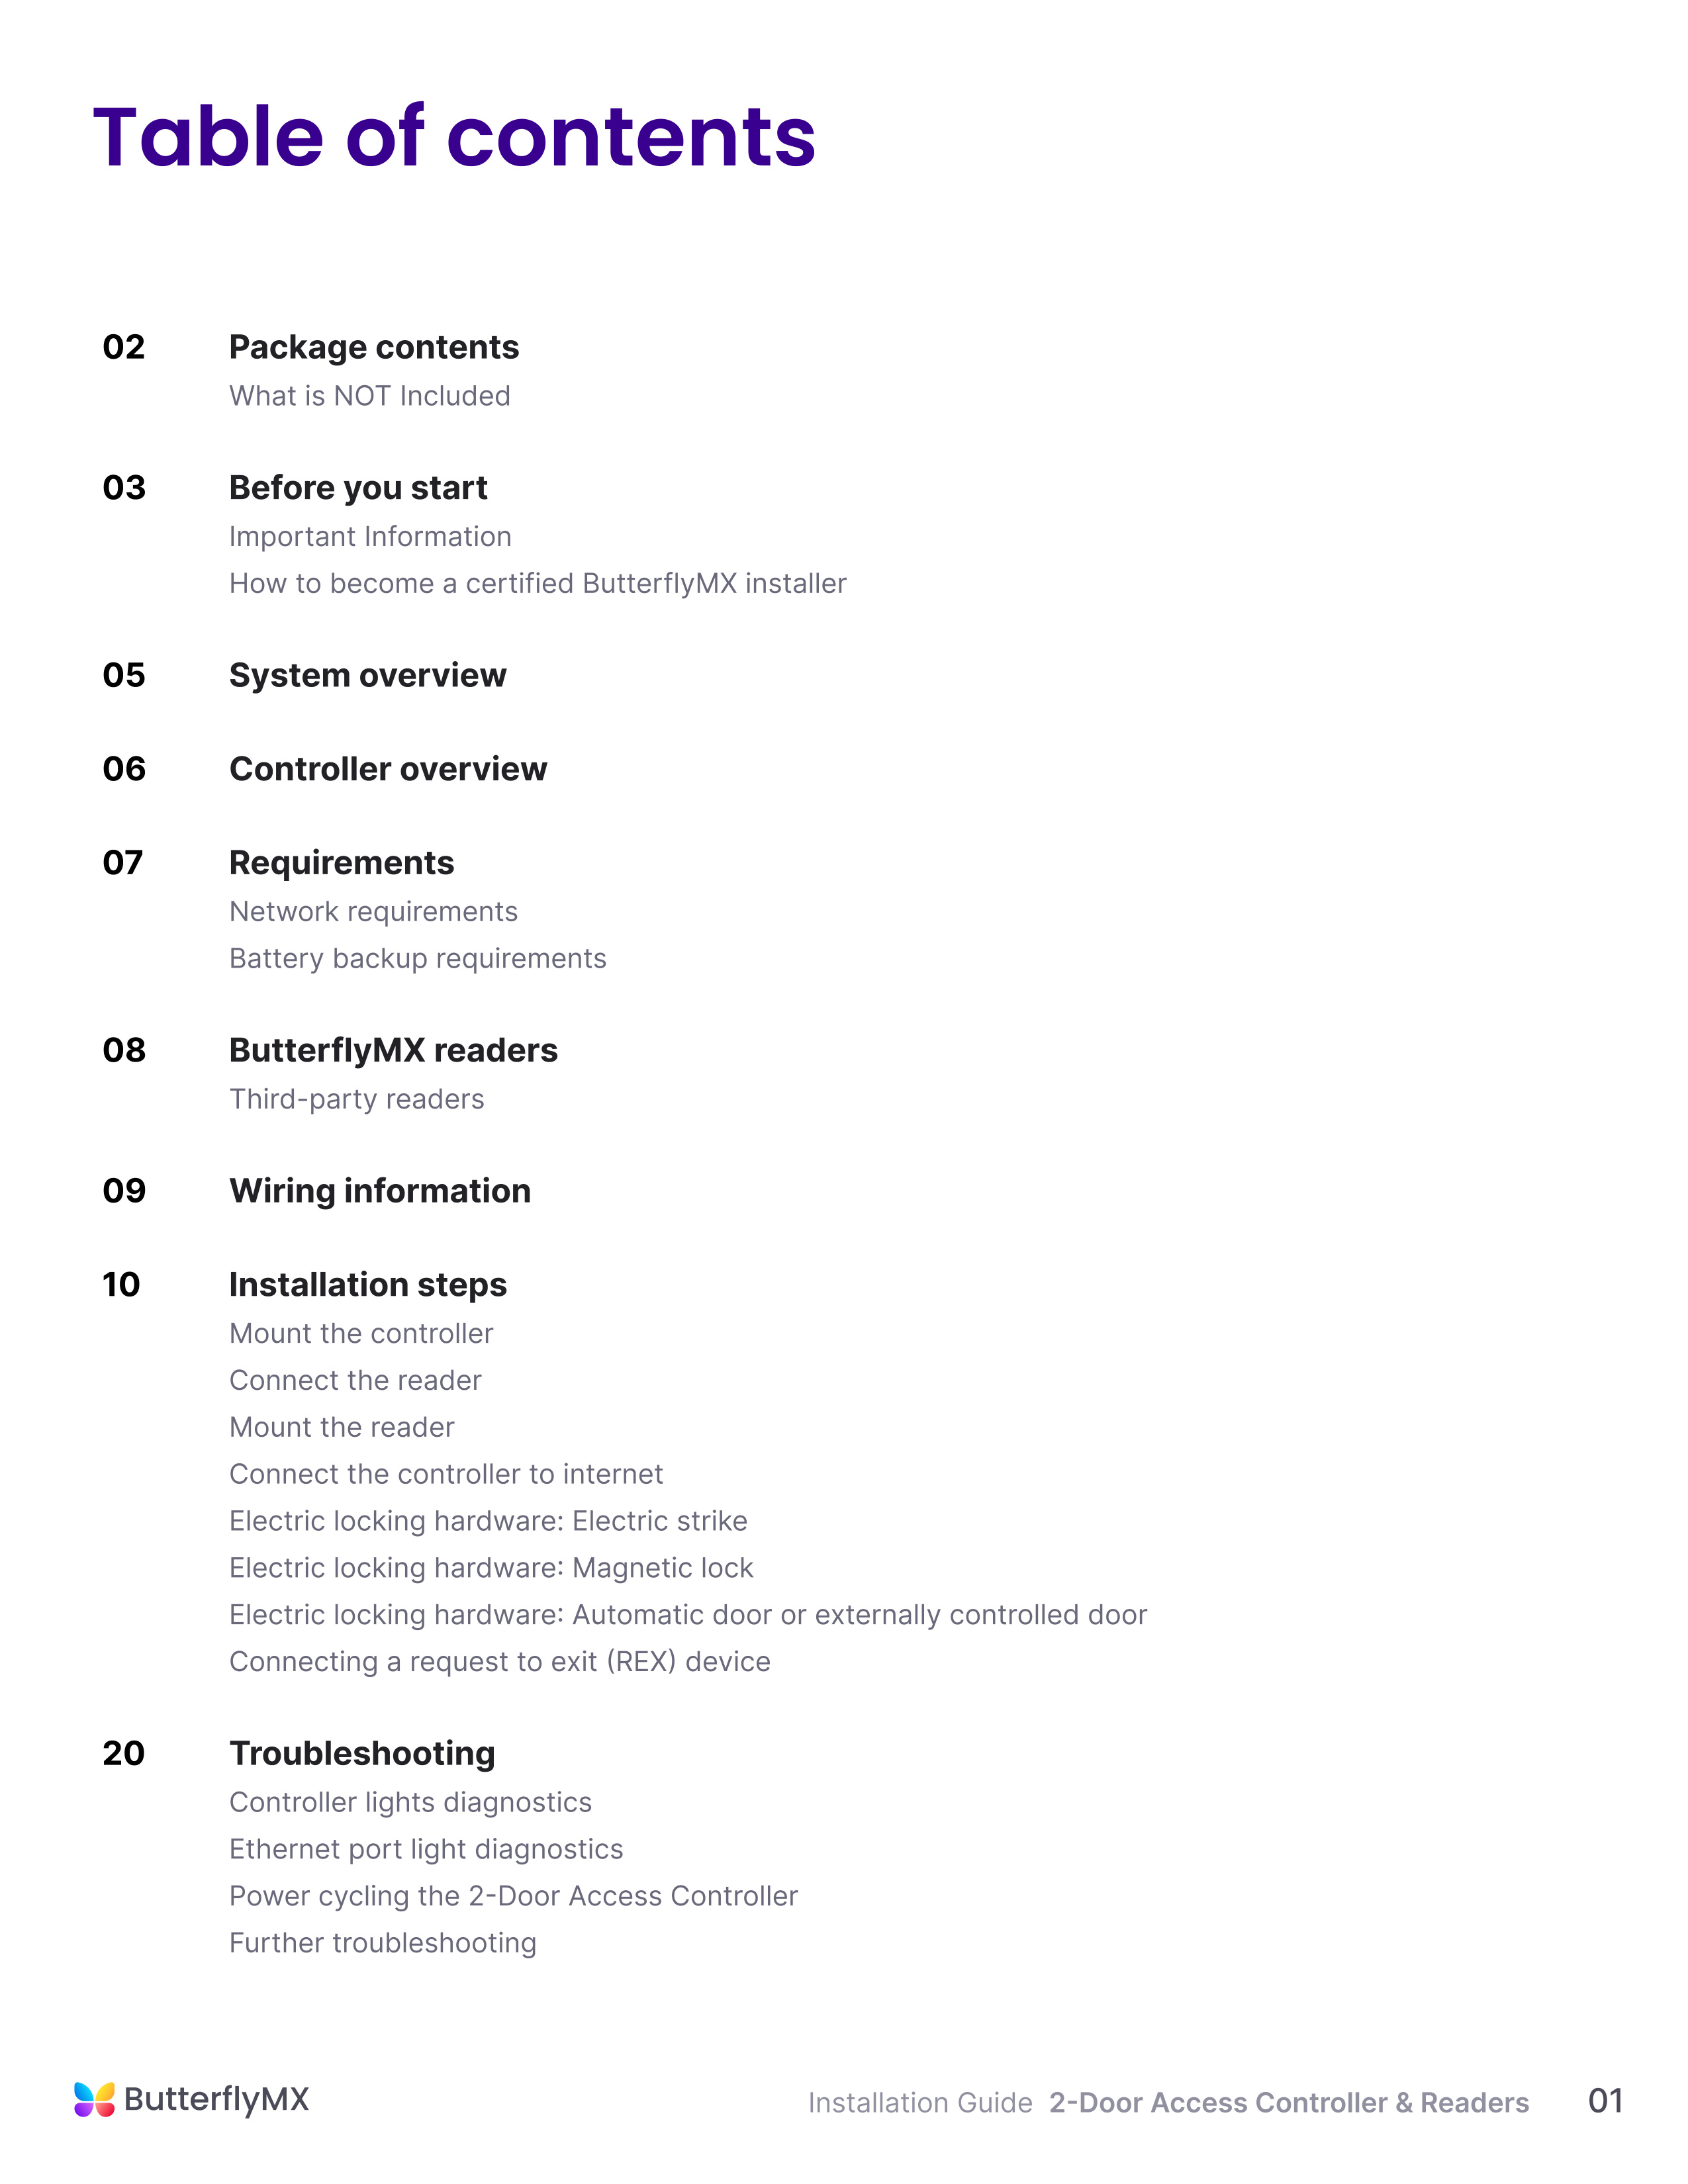 Table of contents
02 Package contents
What is NOT Included
03 Before you start
Important Information
How to become a certified ButterflyMX installer
05 System overview
06 Controller overview
07 Requirements
Network requirements
Battery backup requirements
08 ButterflyMX readers
Third-party readers
09 Wiring information
10 Installation steps
Mount the controller
Connect the reader
Mount the reader
Connect the controller to internet
Electric locking hardware: Electric strike
Electric locking hardware: Magnetic lock
Electric locking hardware: Automatic door or externally controlled door
Connecting a request to exit (REX) device
20 Troubleshooting
Controller lights diagnostics
Ethernet port light diagnostics
Power cycling the 2-Door Access Controller
Further troubleshooting
ButterflyMX Installation Guide 2-Door Access Controller & Readers 01